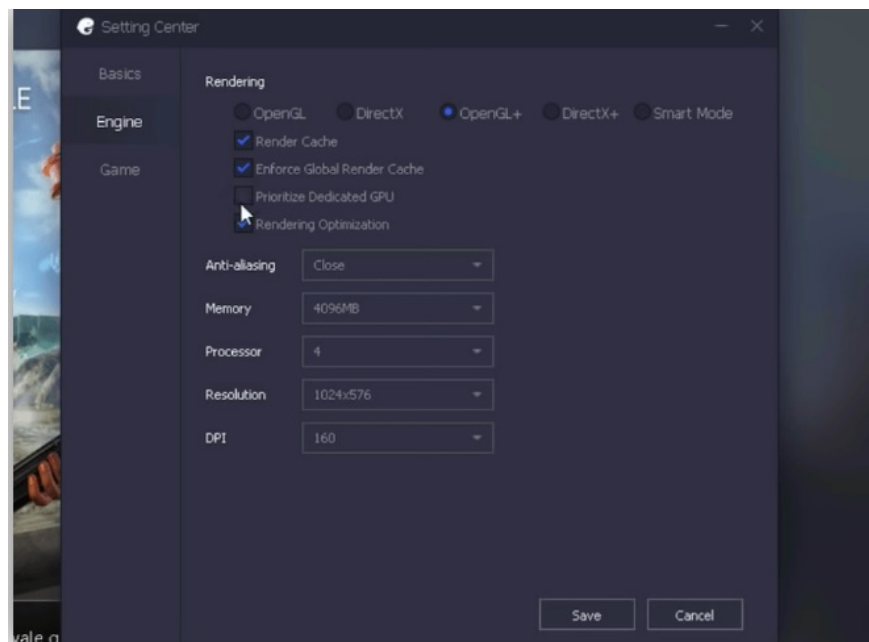 Setting Center
Basics
Engine
Game
LE
Rendering
OpenGL DirectX OpenGL+ DirectX+ Smart Mode
Render Cache
Enforce Global Render Cache
Prioritize Dedicated GPU
Rendering Optimization
Anti-aliasing Close
Memory 4096MB
Processor 4
Resolution 1024x576
DPI 160
Save Cancel